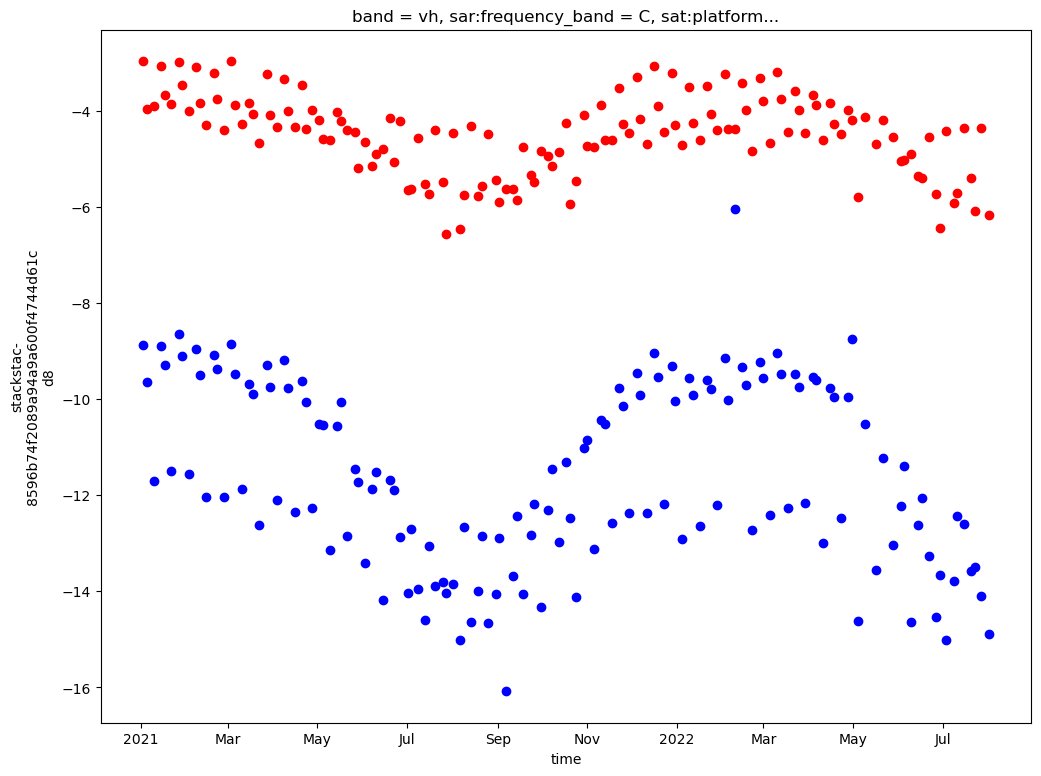 band = vh, sar:frequency_band = C, sat:platform...
−4
−6
−8
−10
−12
−14
−16
stackstac-
8596b74f2089a94a9a600f4744d61c
d8
2021
Mar
May
Jul
Sep
Nov
2022
Mar
May
Jul
time